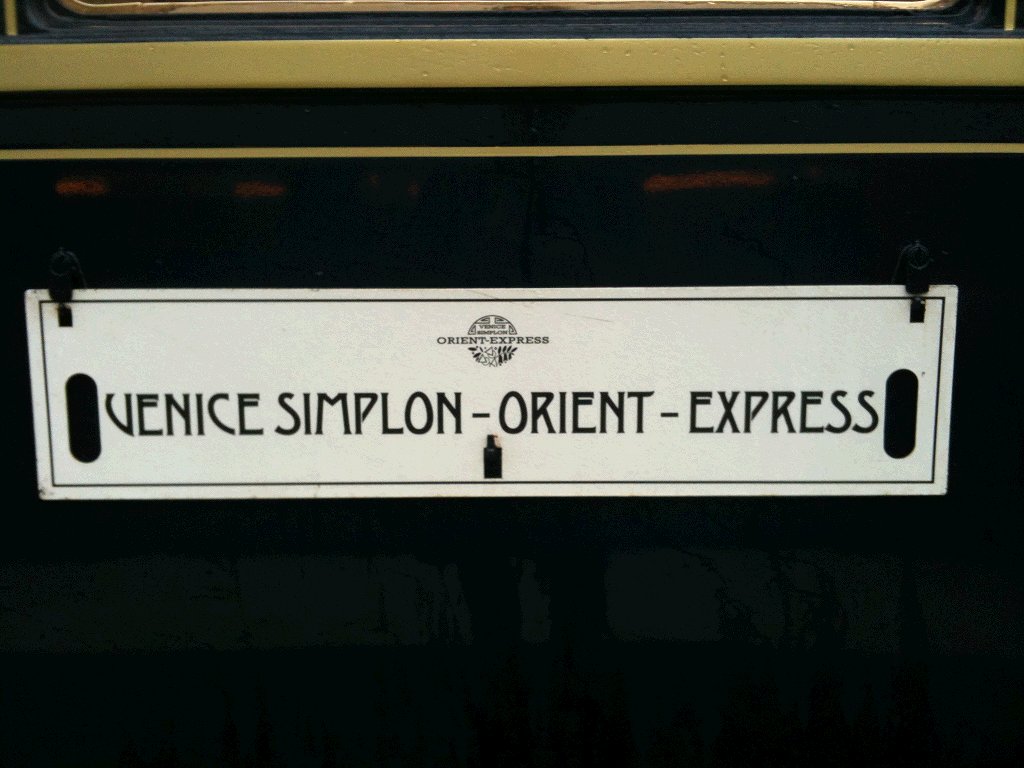 VENICE
SIMPLON
ORIENT-EXPRESS
VENICE SIMPLON - ORIENT - EXPRESS